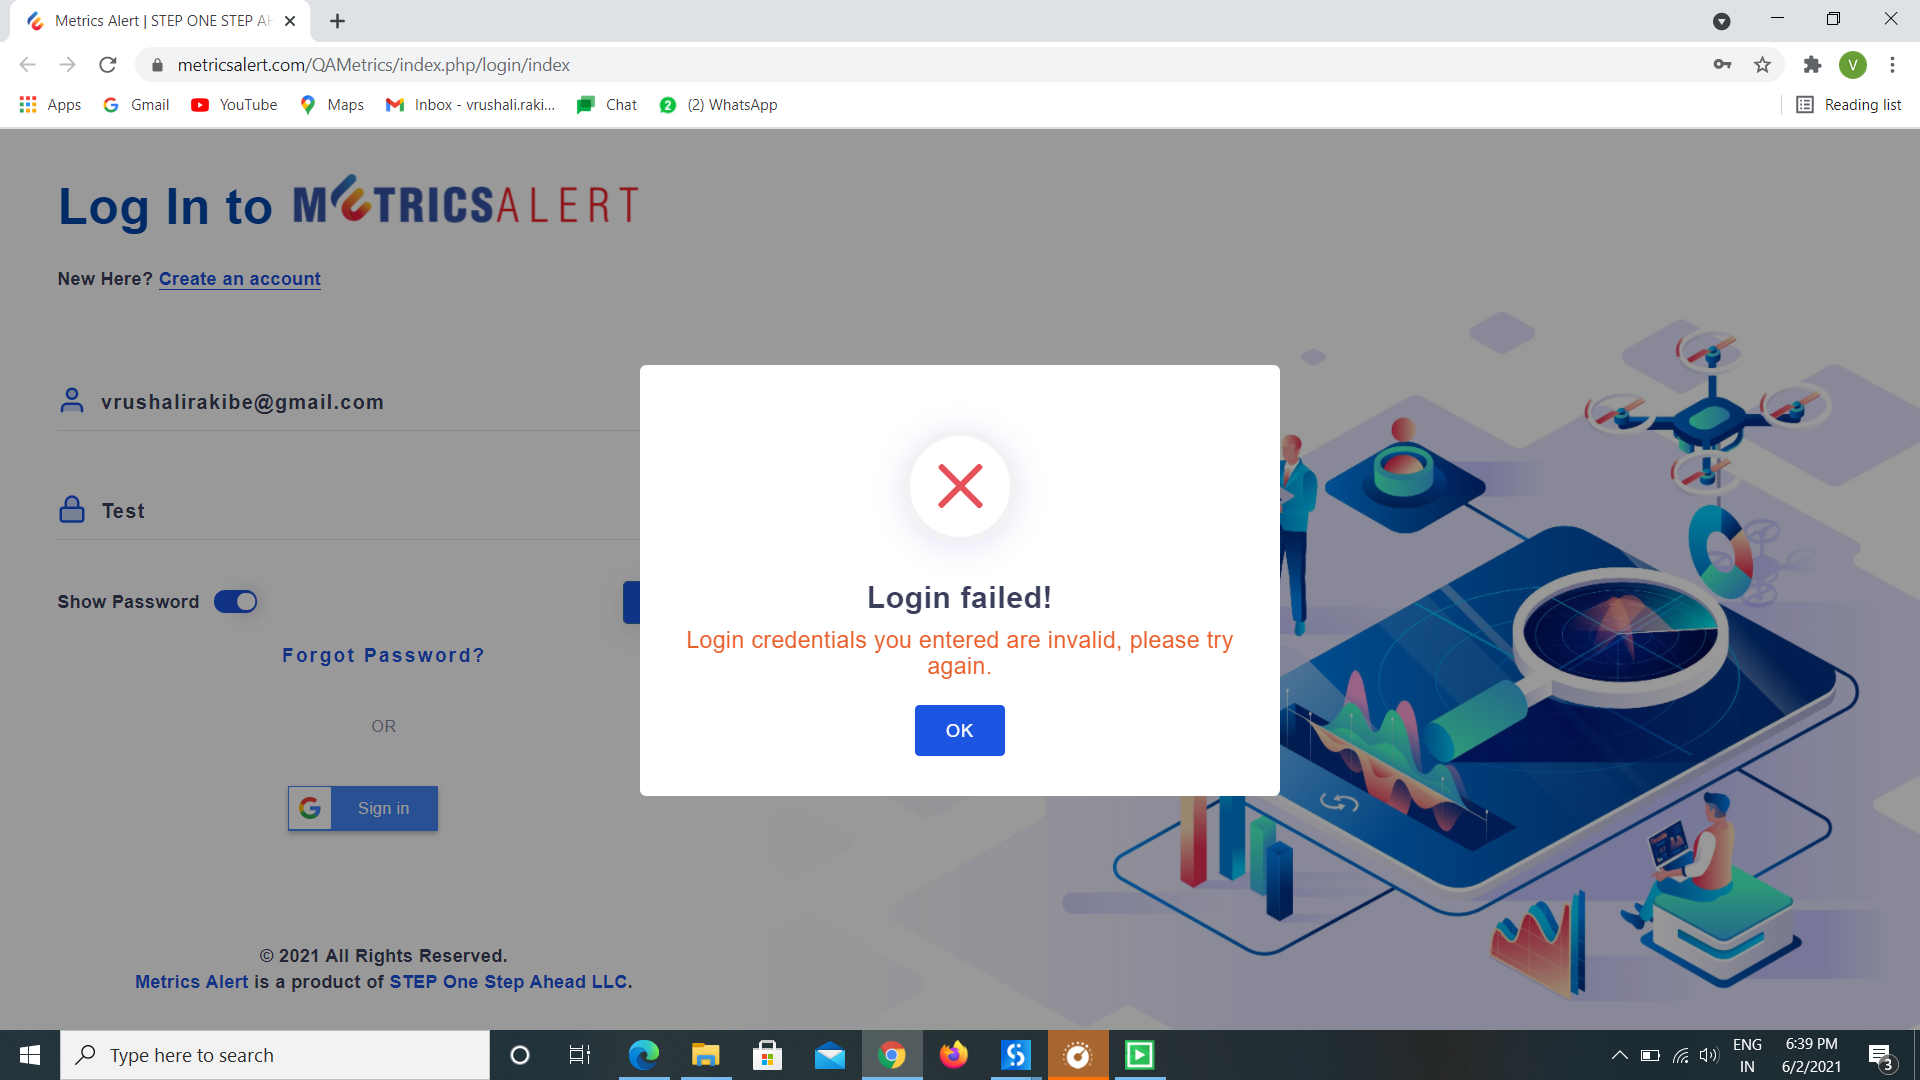 Metrics Alert | STEP ONE STEP AH
metricsalert.com/QAMetrics/index.php/login/index
V
Apps
Gmail
YouTube
Maps
Inbox - vrushali.raki...
Chat
2
(2) WhatsApp
Reading list
Log In to METRICSALERT
New Here? Create an account
vrushalirakibe@gmail.com
Test
Show Password
Forgot Password?
OR
Sign in
Login failed!
Login credentials you entered are invalid, please try
again.
OK
© 2021 All Rights Reserved.
Metrics Alert is a product of STEP One Step Ahead LLC.
Type here to search
ENG
IN
6:39 PM
6/2/2021
3